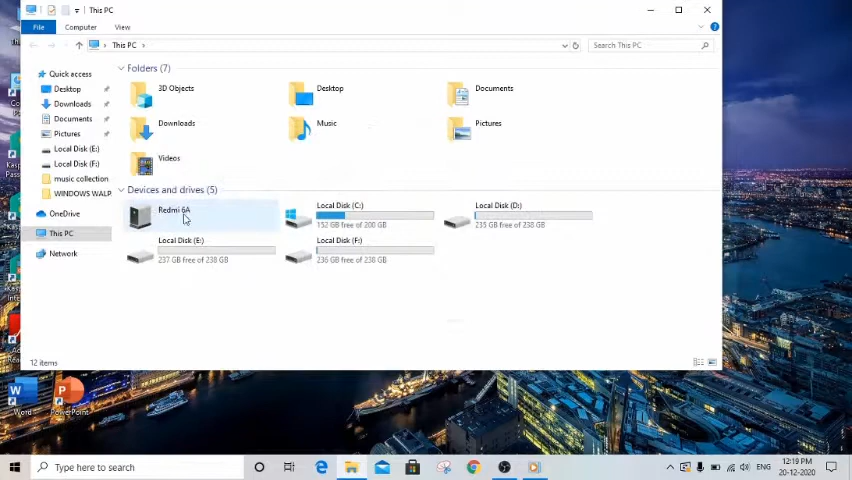 This PC
File
Computer
View
This PC
Search This PC
Quick access
Desktop
Downloads
Documents
Pictures
Local Disk (E:)
Local Disk (F:)
music collection
WINDOWS WALP
OneDrive
This PC
Network
Folders (7)
3D Objects
Desktop
Documents
Downloads
Music
Pictures
Videos
Devices and drives (5)
Redmi 6A
Local Disk (C:)
152 GB free of 200 GB
Local Disk (D:)
235 GB free of 238 GB
Local Disk (E:)
237 GB free of 238 GB
Local Disk (F:)
236 GB free of 238 GB
12 items
Word
PowerPoint
Type here to search
ENG
12:19 PM
20-12-2020